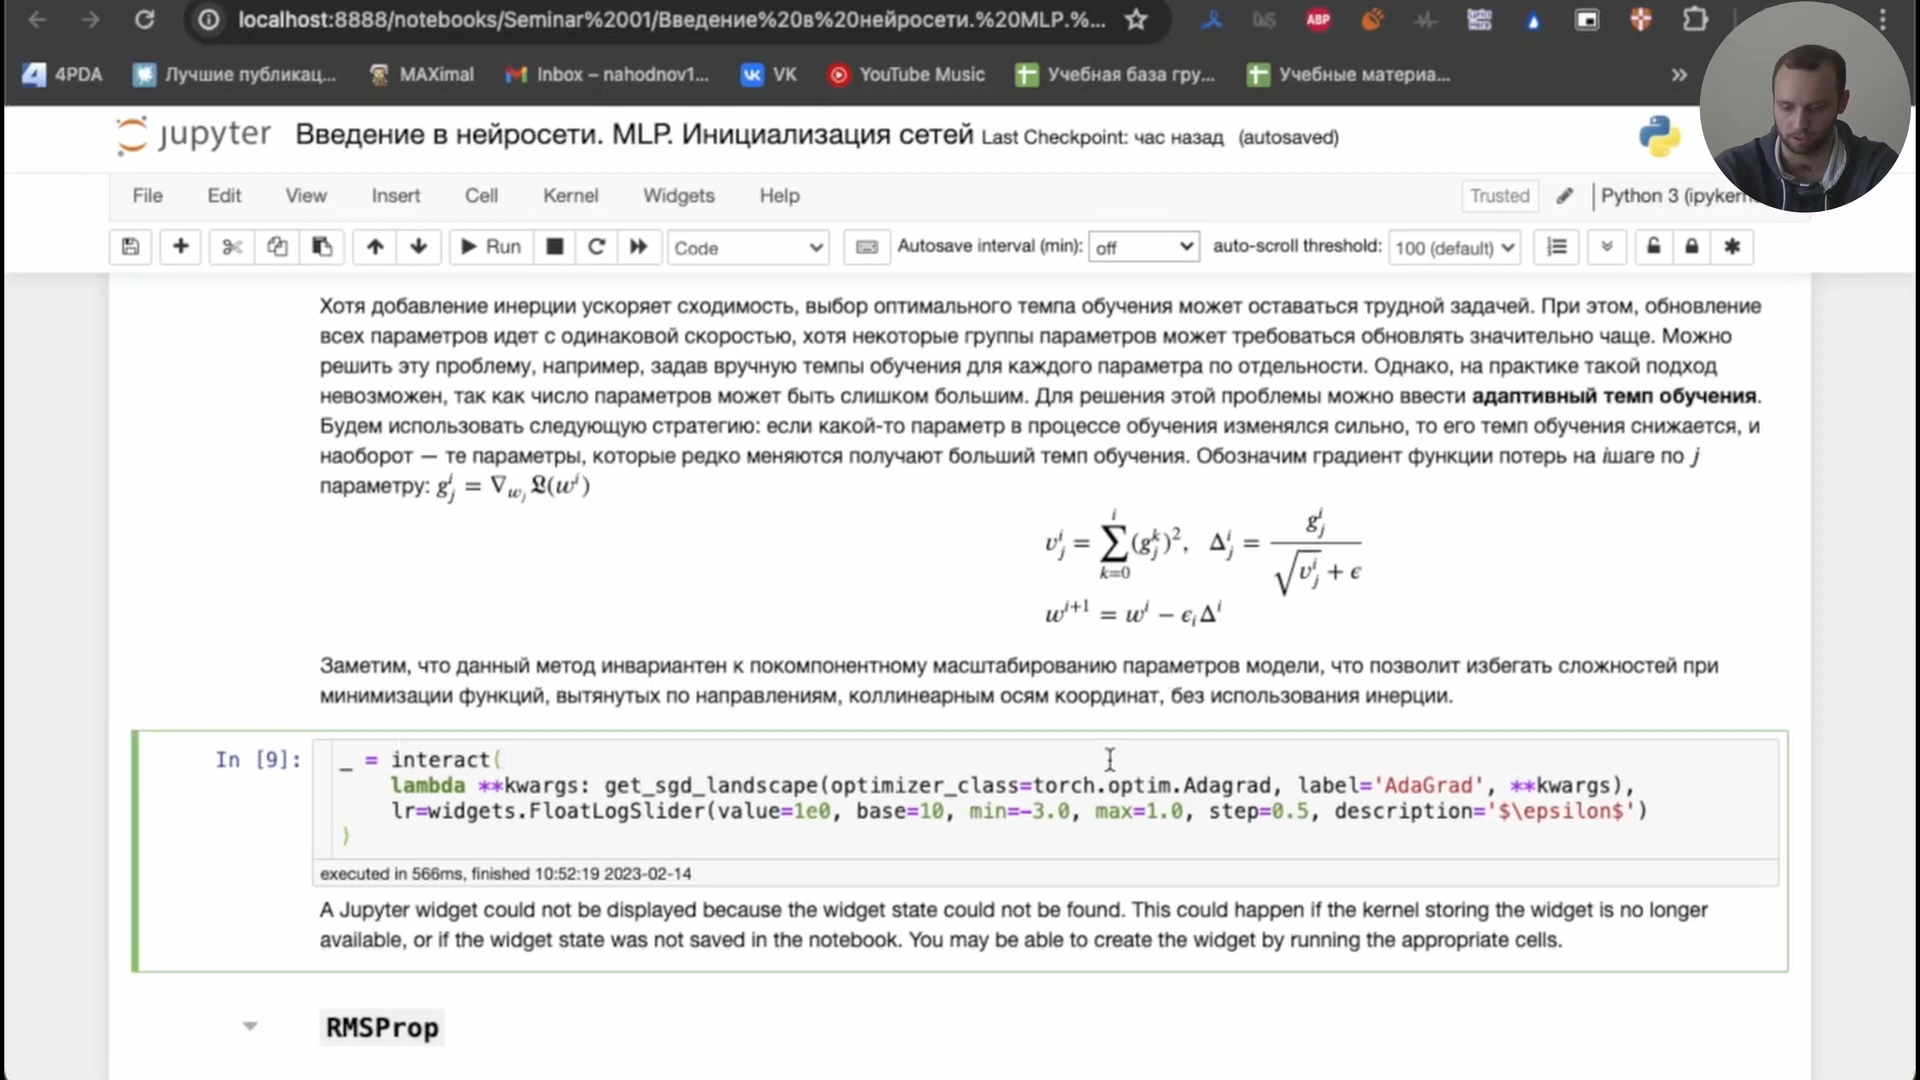 localhost:8888/notebooks/Seminar%2001/Введение%20в%20нейросети.%20MLP.%...
ABP
4PDA
Лучшие публикац...
MAXimal
Inbox – nahodnov1...
VK
YouTube Music
Учебная база гру...
Учебные материа...
»
jupyter Введение в нейросети. MLP. Инициализация сетей Last Checkpoint: час назад (autosaved)
File Edit View Insert Cell Kernel Widgets Help
Trusted Python 3 (ipykern
Run Code Autosave interval (min): off auto-scroll threshold: 100 (default)
Хотя добавление инерции ускоряет сходимость, выбор оптимального темпа обучения может оставаться трудной задачей. При этом, обновление
всех параметров идет с одинаковой скоростью, хотя некоторые группы параметров может требоваться обновлять значительно чаще. Можно
решить эту проблему, например, задав вручную темпы обучения для каждого параметра по отдельности. Однако, на практике такой подход
невозможен, так как число параметров может быть слишком большим. Для решения этой проблемы можно ввести адаптивный темп обучения.
Будем использовать следующую стратегию: если какой-то параметр в процессе обучения изменялся сильно, то его темп обучения снижается, и
наоборот — те параметры, которые редко меняются получают больший темп обучения. Обозначим градиент функции потерь на iшаге по j
параметру: g_j^i = ∇_{w_j} 𝔏(w^i)
v_j^i = ∑_{k=0}^{i} (g_j^k)^2, Δ_j^i = g_j^i / (√(v_j^i) + ϵ)
w^{i+1} = w^i − ϵ_i Δ^i
Заметим, что данный метод инвариантен к покомпонентному масштабированию параметров модели, что позволит избегать сложностей при
минимизации функций, вытянутых по направлениям, коллинеарным осям координат, без использования инерции.
In [9]:
_ = interact(
lambda **kwargs: get_sgd_landscape(optimizer_class=torch.optim.Adagrad, label='AdaGrad', **kwargs),
lr=widgets.FloatLogSlider(value=1e0, base=10, min=-3.0, max=1.0, step=0.5, description='$\epsilon$')
)
executed in 566ms, finished 10:52:19 2023-02-14
A Jupyter widget could not be displayed because the widget state could not be found. This could happen if the kernel storing the widget is no longer
available, or if the widget state was not saved in the notebook. You may be able to create the widget by running the appropriate cells.
RMSProp